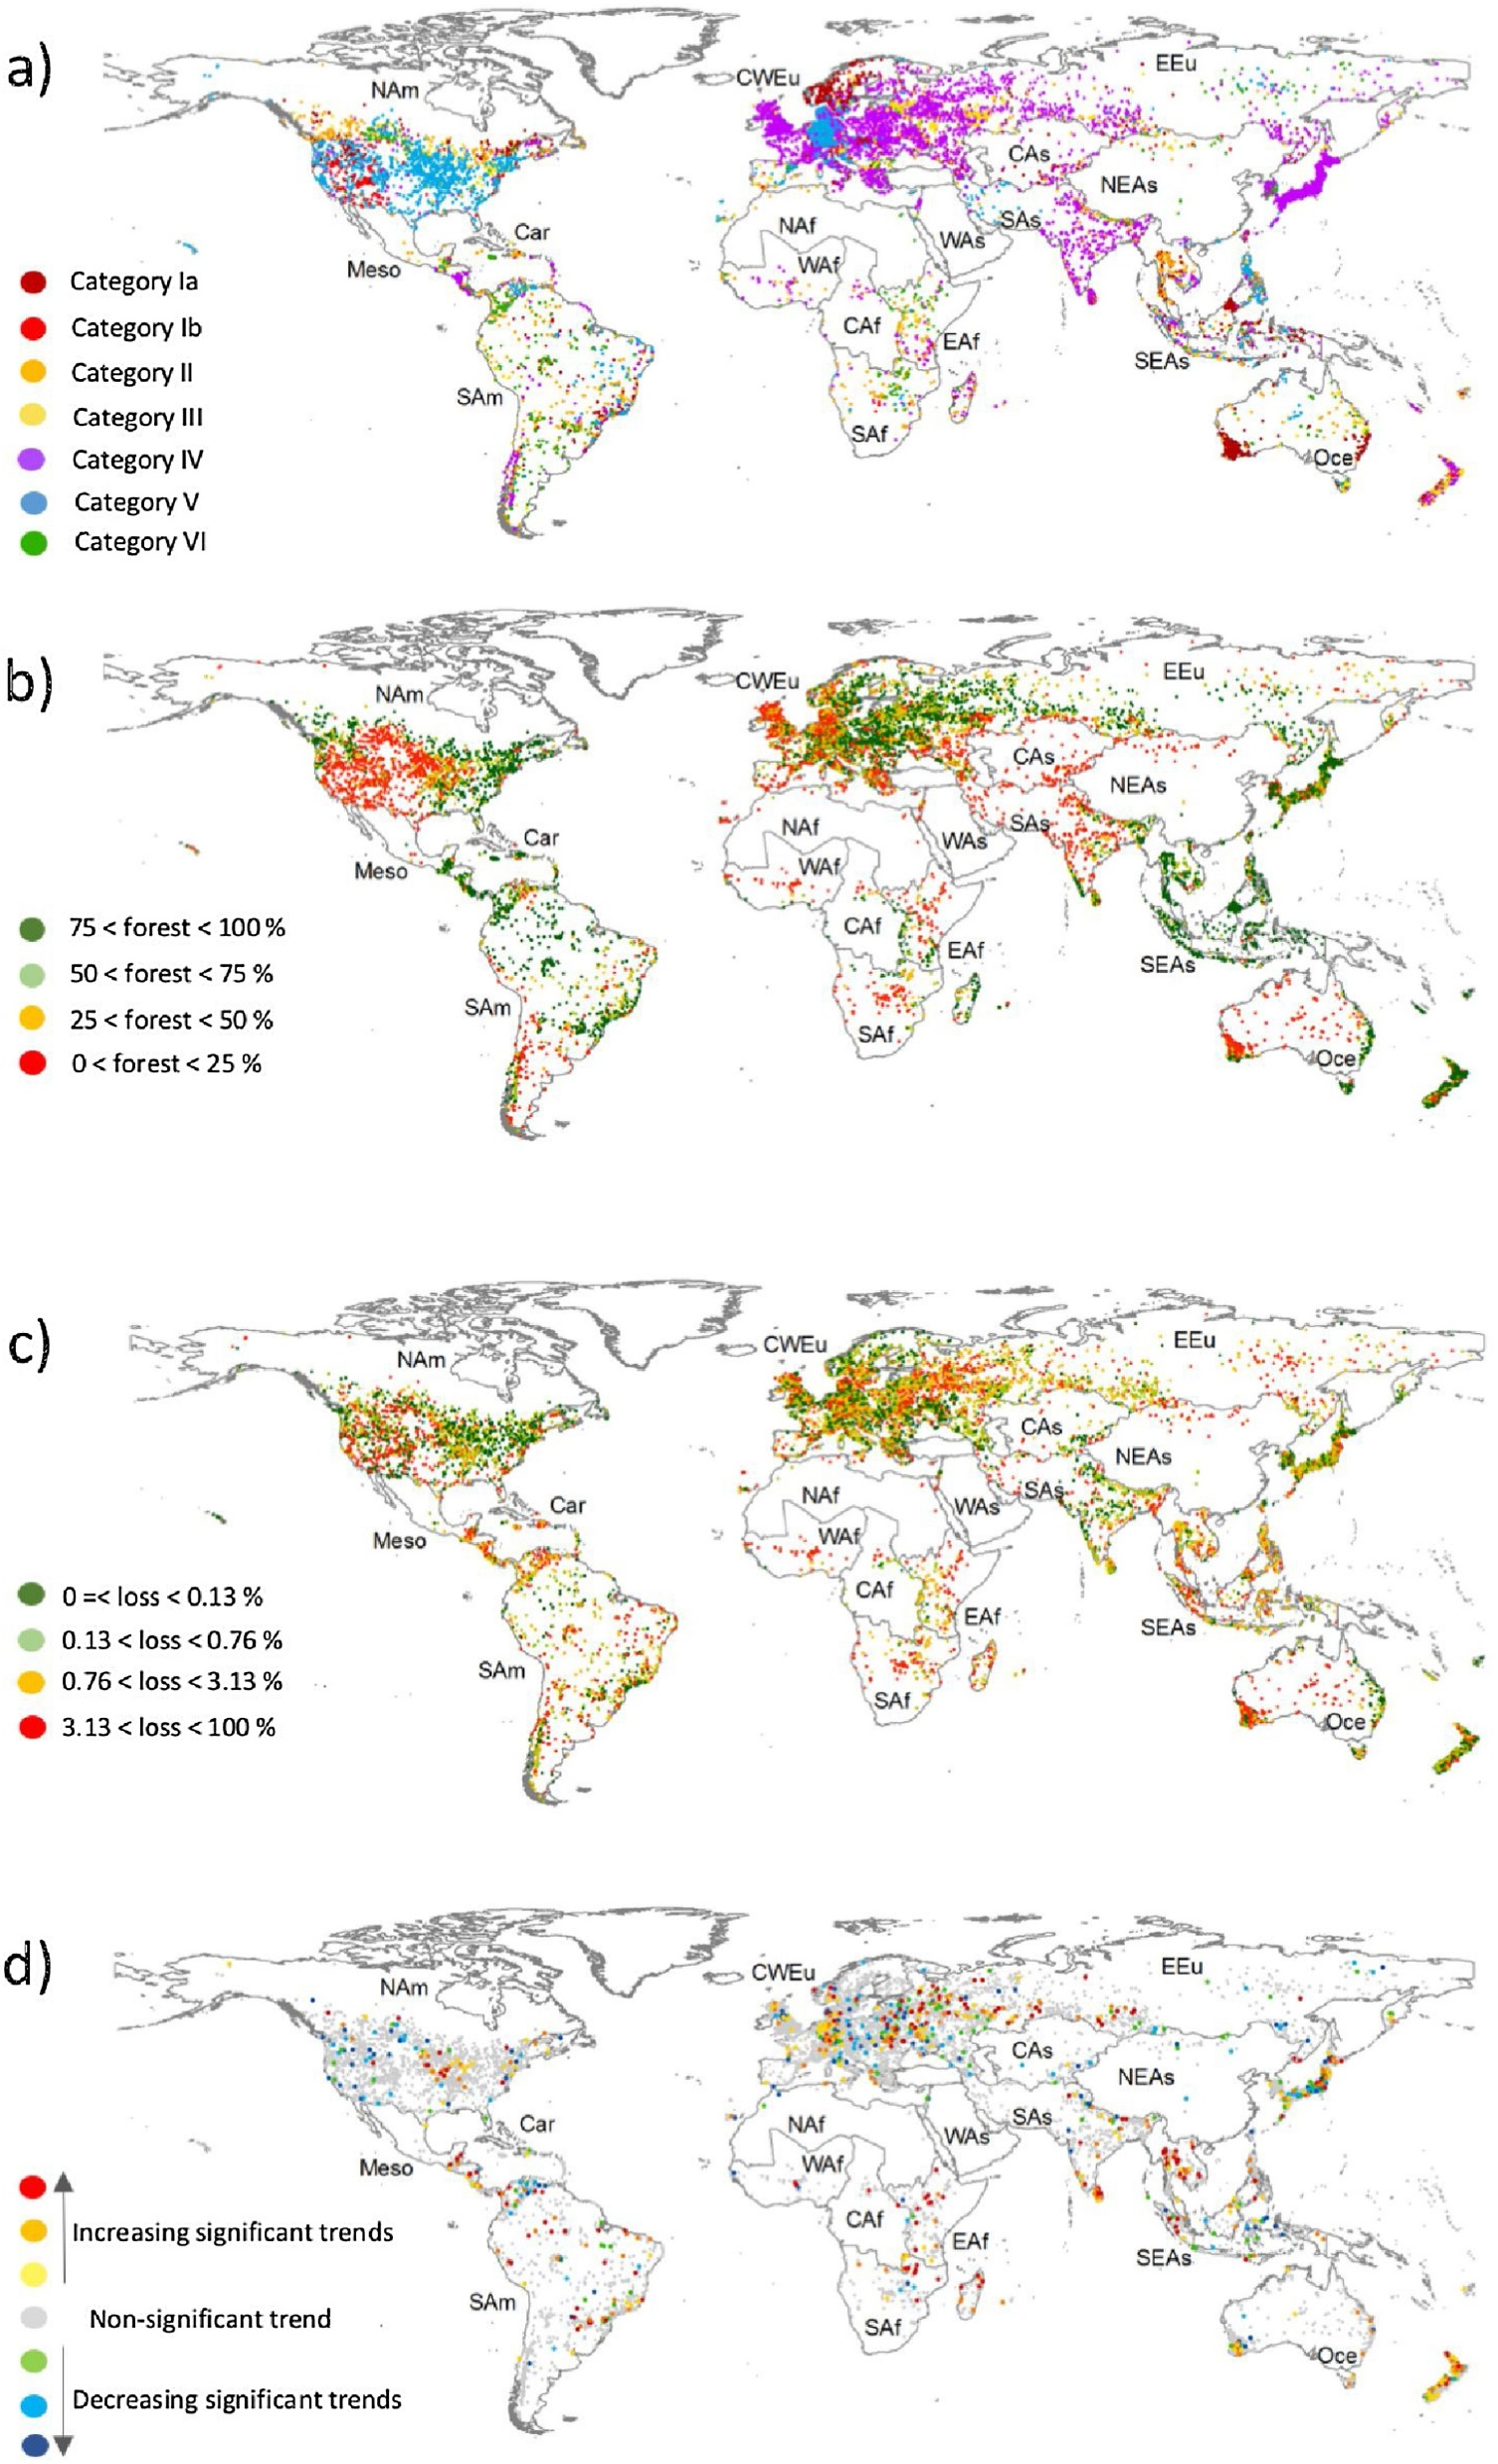 a)
NAm
CWEu
EEu
CAs
NEAs
NAf
WAs
SAs
Car
Meso
WAf
CAf
EAf
SEAs
SAm
SAf
Oce
Category Ia
Category Ib
Category II
Category III
Category IV
Category V
Category VI
b)
NAm
CWEu
EEu
CAs
NEAs
NAf
WAs
SAs
Car
Meso
WAf
CAf
EAf
SEAs
SAm
SAf
Oce
75 < forest < 100 %
50 < forest < 75 %
25 < forest < 50 %
0 < forest < 25 %
c)
NAm
CWEu
EEu
CAs
NEAs
NAf
WAs
SAs
Car
Meso
WAf
CAf
EAf
SEAs
SAm
SAf
Oce
0 =< loss < 0.13 %
0.13 < loss < 0.76 %
0.76 < loss < 3.13 %
3.13 < loss < 100 %
d)
NAm
CWEu
EEu
CAs
NEAs
NAf
WAs
SAs
Car
Meso
WAf
CAf
EAf
SEAs
SAm
SAf
Oce
Increasing significant trends
Non-significant trend
Decreasing significant trends